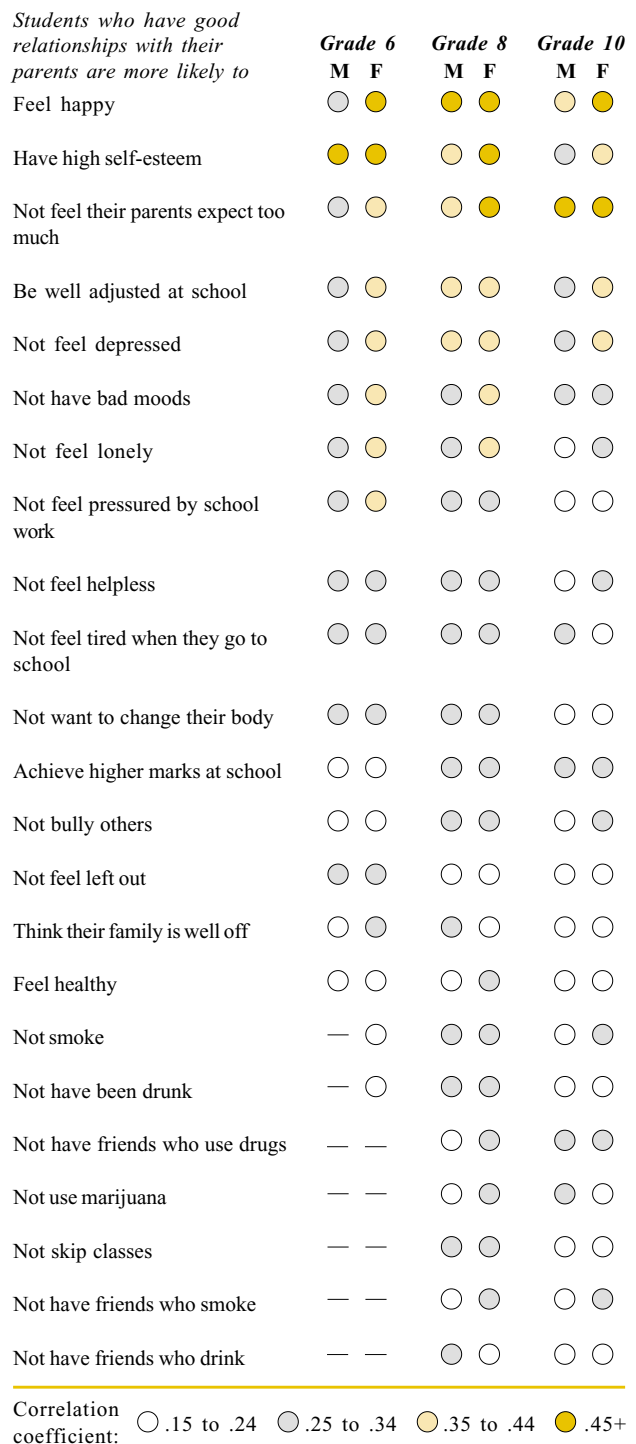 Students who have good
relationships with their
parents are more likely to
Grade 6 Grade 8 Grade 10
M F M F M F
Feel happy
Have high self-esteem
Not feel their parents expect too
much
Be well adjusted at school
Not feel depressed
Not have bad moods
Not feel lonely
Not feel pressured by school
work
Not feel helpless
Not feel tired when they go to
school
Not want to change their body
Achieve higher marks at school
Not bully others
Not feel left out
Think their family is well off
Feel healthy
Not smoke —
Not have been drunk —
Not have friends who use drugs — —
Not use marijuana — —
Not skip classes — —
Not have friends who smoke — —
Not have friends who drink — —
Correlation
coefficient: .15 to .24 .25 to .34 .35 to .44 .45+